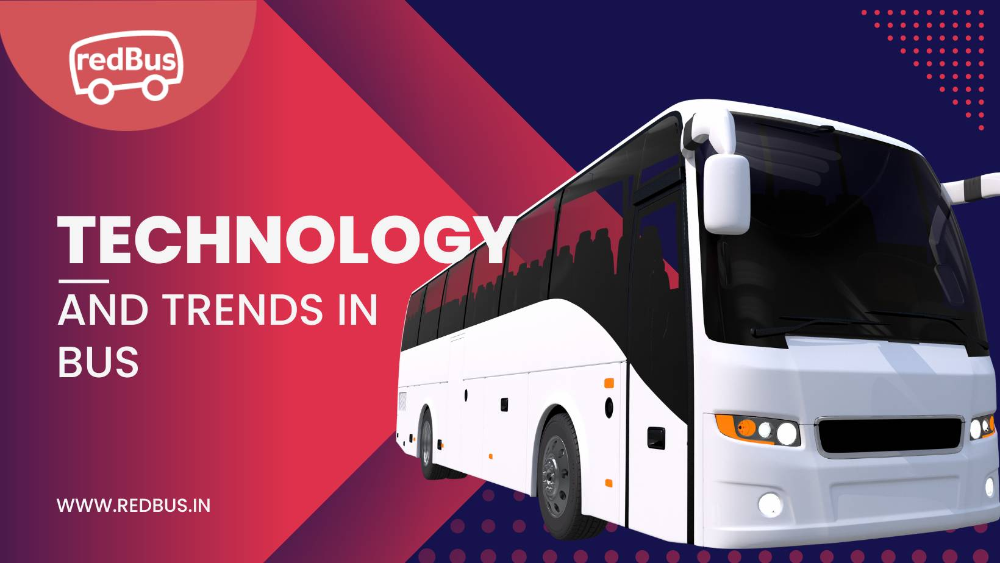 redBus
TECHNOLOGY
AND TRENDS IN
BUS
WWW.REDBUS.IN